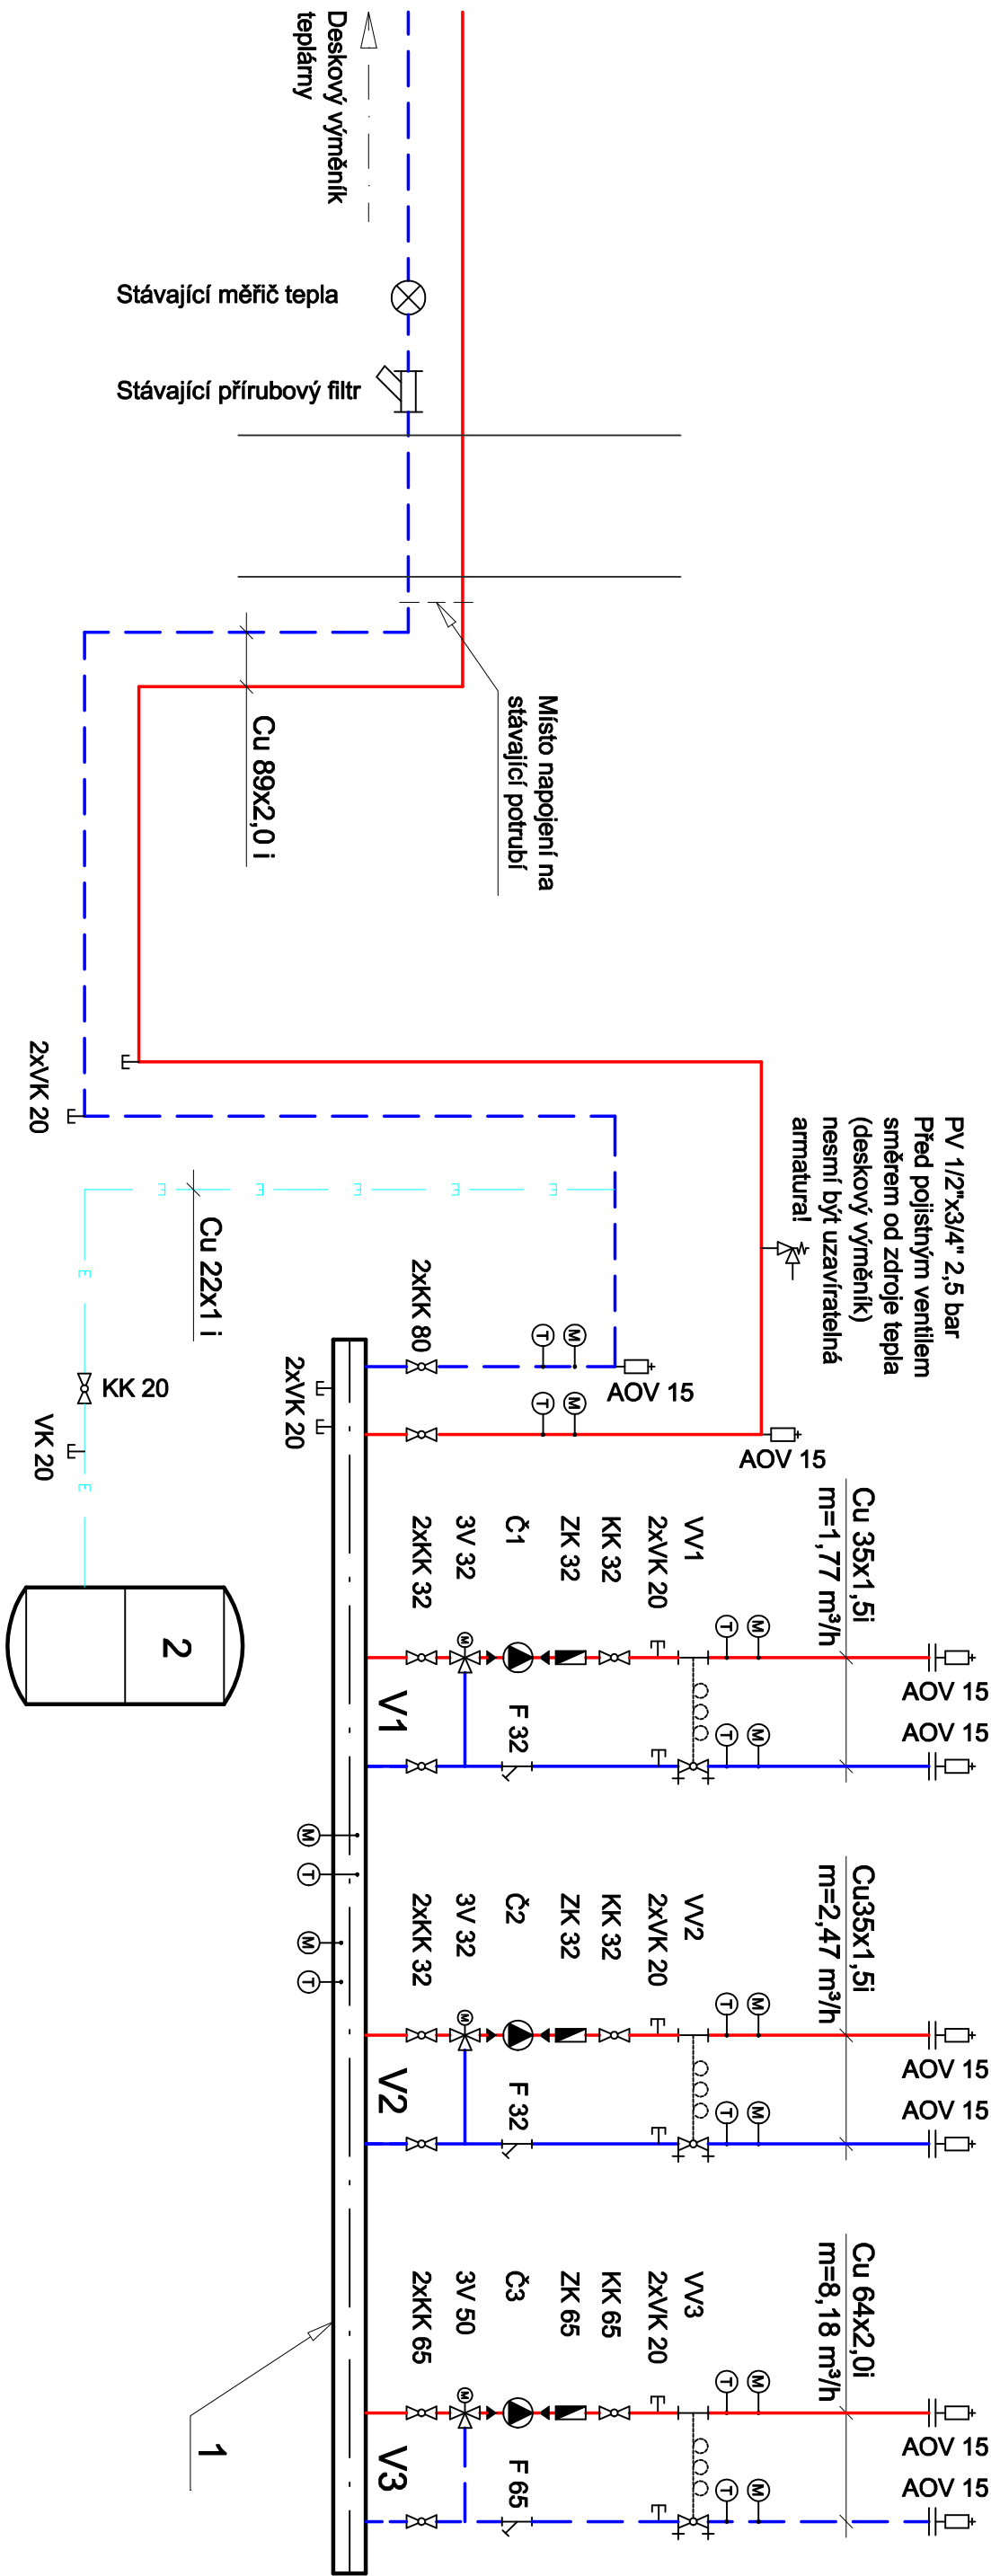 Deskový výměník
teplárny
Stávající měřič tepla
Stávající přírubový filtr
Místo napojení na
stávající potrubí
Cu 89x2,0 i
2xVK 20
PV 1/2"x3/4" 2,5 bar
Před pojistným ventilem
směrem od zdroje tepla
(deskový výměník)
nesmí být uzavíratelná
armatura!
E
E
E
E
E
E
E
Cu 22x1 i
KK 20
VK 20
2
2xKK 80
2xVK 20
T
M
T
M
AOV 15
AOV 15
Cu 35x1,5i
m=1,77 m³/h
AOV 15
AOV 15
M
T
M
T
VV1
2xVK 20
KK 32
ZK 32
Č1
F 32
3V 32
M
2xKK 32
V1
M
T
M
T
Cu35x1,5i
m=2,47 m³/h
AOV 15
AOV 15
M
T
M
T
VV2
2xVK 20
KK 32
ZK 32
Č2
F 32
3V 32
M
2xKK 32
V2
Cu 64x2,0i
m=8,18 m³/h
AOV 15
AOV 15
M
T
M
T
VV3
2xVK 20
KK 65
ZK 65
Č3
F 65
3V 50
M
2xKK 65
V3
1